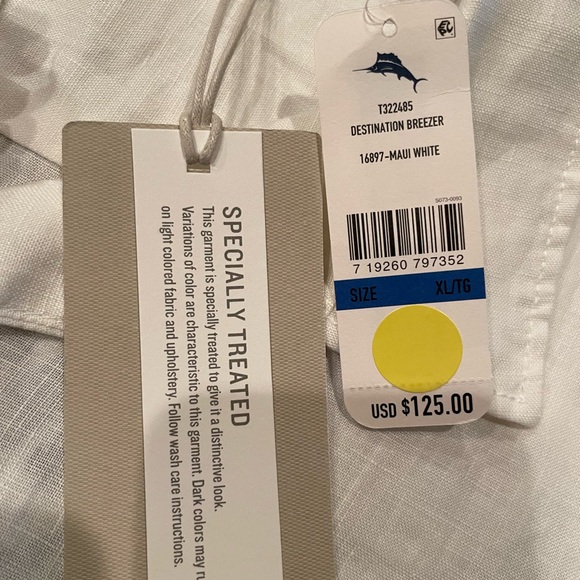 T322485
DESTINATION BREEZER
16897-MAUI WHITE
S073-0093
7 19260 797352
SIZE XL/TG
USD $125.00
SPECIALLY TREATED
This garment is specially treated to give it a distinctive look.
Variations of color are characteristic to this garment. Dark colors may
on light colored fabric and upholstery. Follow wash care instructions.